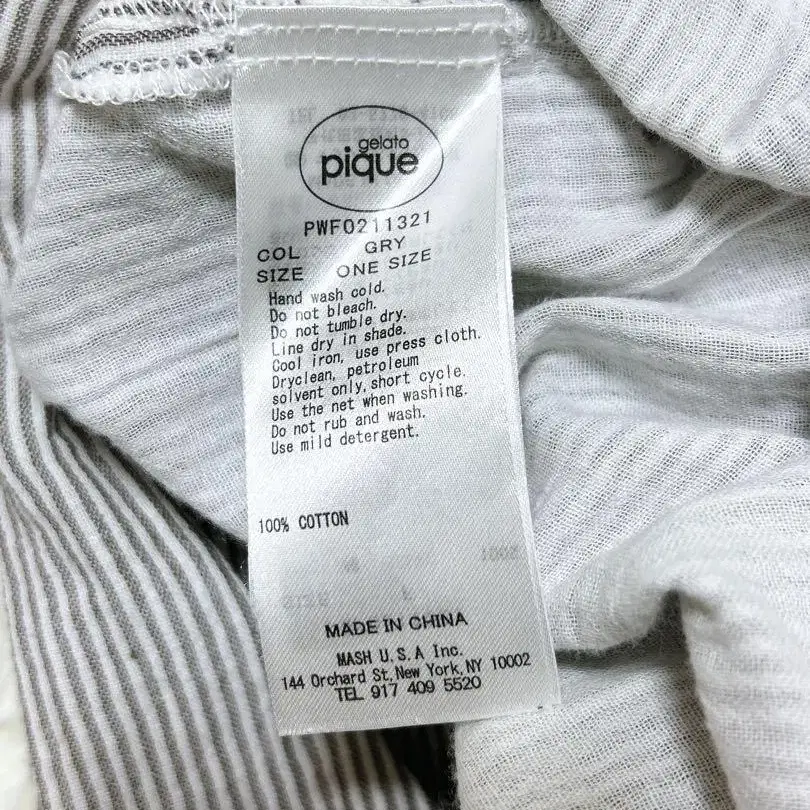 gelato
pique
PWFO211321
COL GRY
SIZE ONE SIZE
Hand wash cold.
Do not bleach.
Do not tumble dry.
Line dry in shade.
Cool iron, use press cloth.
Dryclean, petroleum
solvent only, short cycle.
Use the net when washing.
Do not rub and wash.
Use mild detergent.
100% COTTON
MADE IN CHINA
MASH U.S.A Inc.
144 Orchard St, New York, NY 10002
TEL 917 409 5520